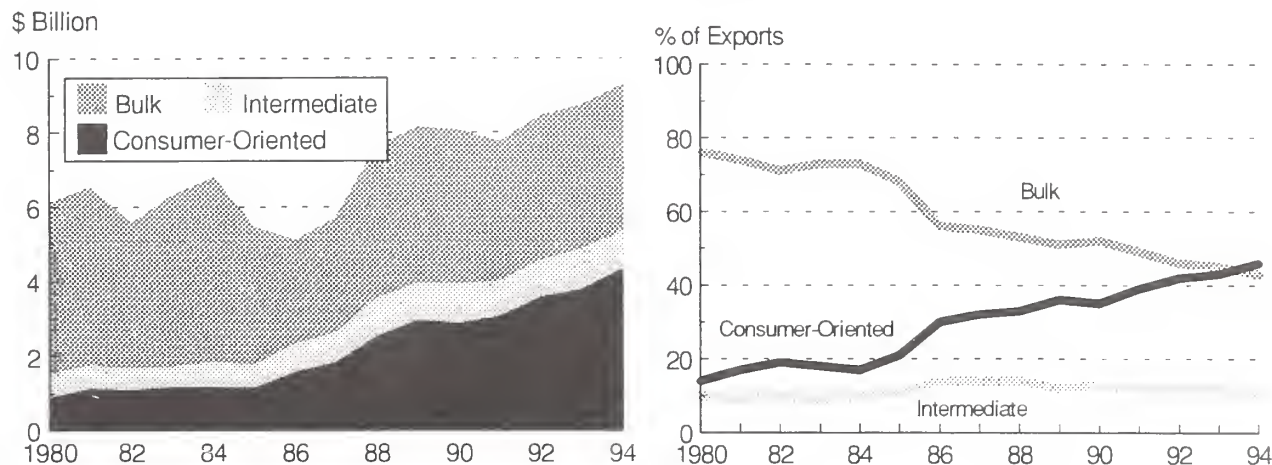 $ Billion
10
8
6
4
2
0
Bulk Intermediate
Consumer-Oriented
1980 82 84 86 88 90 92 94
% of Exports
100
80
60
40
20
0
Bulk
Consumer-Oriented
Intermediate
1980 82 84 86 88 90 92 94